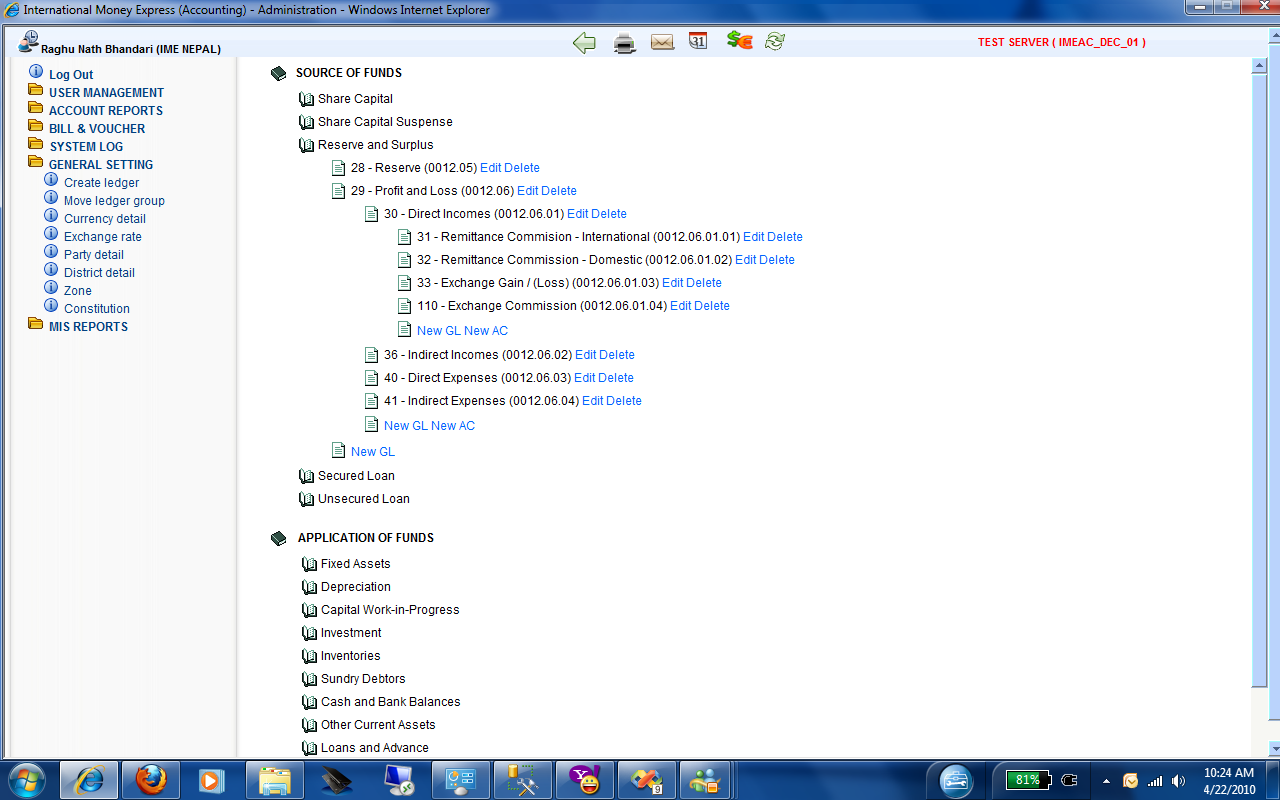 International Money Express (Accounting) - Administration - Windows Internet Explorer
Raghu Nath Bhandari (IME NEPAL)
31
TEST SERVER ( IMEAC_DEC_01 )
Log Out
USER MANAGEMENT
ACCOUNT REPORTS
BILL & VOUCHER
SYSTEM LOG
GENERAL SETTING
Create ledger
Move ledger group
Currency detail
Exchange rate
Party detail
District detail
Zone
Constitution
MIS REPORTS
SOURCE OF FUNDS
Share Capital
Share Capital Suspense
Reserve and Surplus
28 - Reserve (0012.05) Edit Delete
29 - Profit and Loss (0012.06) Edit Delete
30 - Direct Incomes (0012.06.01) Edit Delete
31 - Remittance Commision - International (0012.06.01.01) Edit Delete
32 - Remittance Commission - Domestic (0012.06.01.02) Edit Delete
33 - Exchange Gain / (Loss) (0012.06.01.03) Edit Delete
110 - Exchange Commission (0012.06.01.04) Edit Delete
New GL New AC
36 - Indirect Incomes (0012.06.02) Edit Delete
40 - Direct Expenses (0012.06.03) Edit Delete
41 - Indirect Expenses (0012.06.04) Edit Delete
New GL New AC
New GL
Secured Loan
Unsecured Loan
APPLICATION OF FUNDS
Fixed Assets
Depreciation
Capital Work-in-Progress
Investment
Inventories
Sundry Debtors
Cash and Bank Balances
Other Current Assets
Loans and Advance
9
81%
10:24 AM
4/22/2010